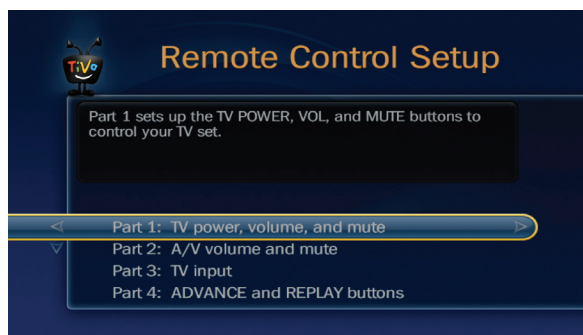 TiVo
Remote Control Setup
Part 1 sets up the TV POWER, VOL, and MUTE buttons to
control your TV set.
Part 1: TV power, volume, and mute
Part 2: A/V volume and mute
Part 3: TV input
Part 4: ADVANCE and REPLAY buttons